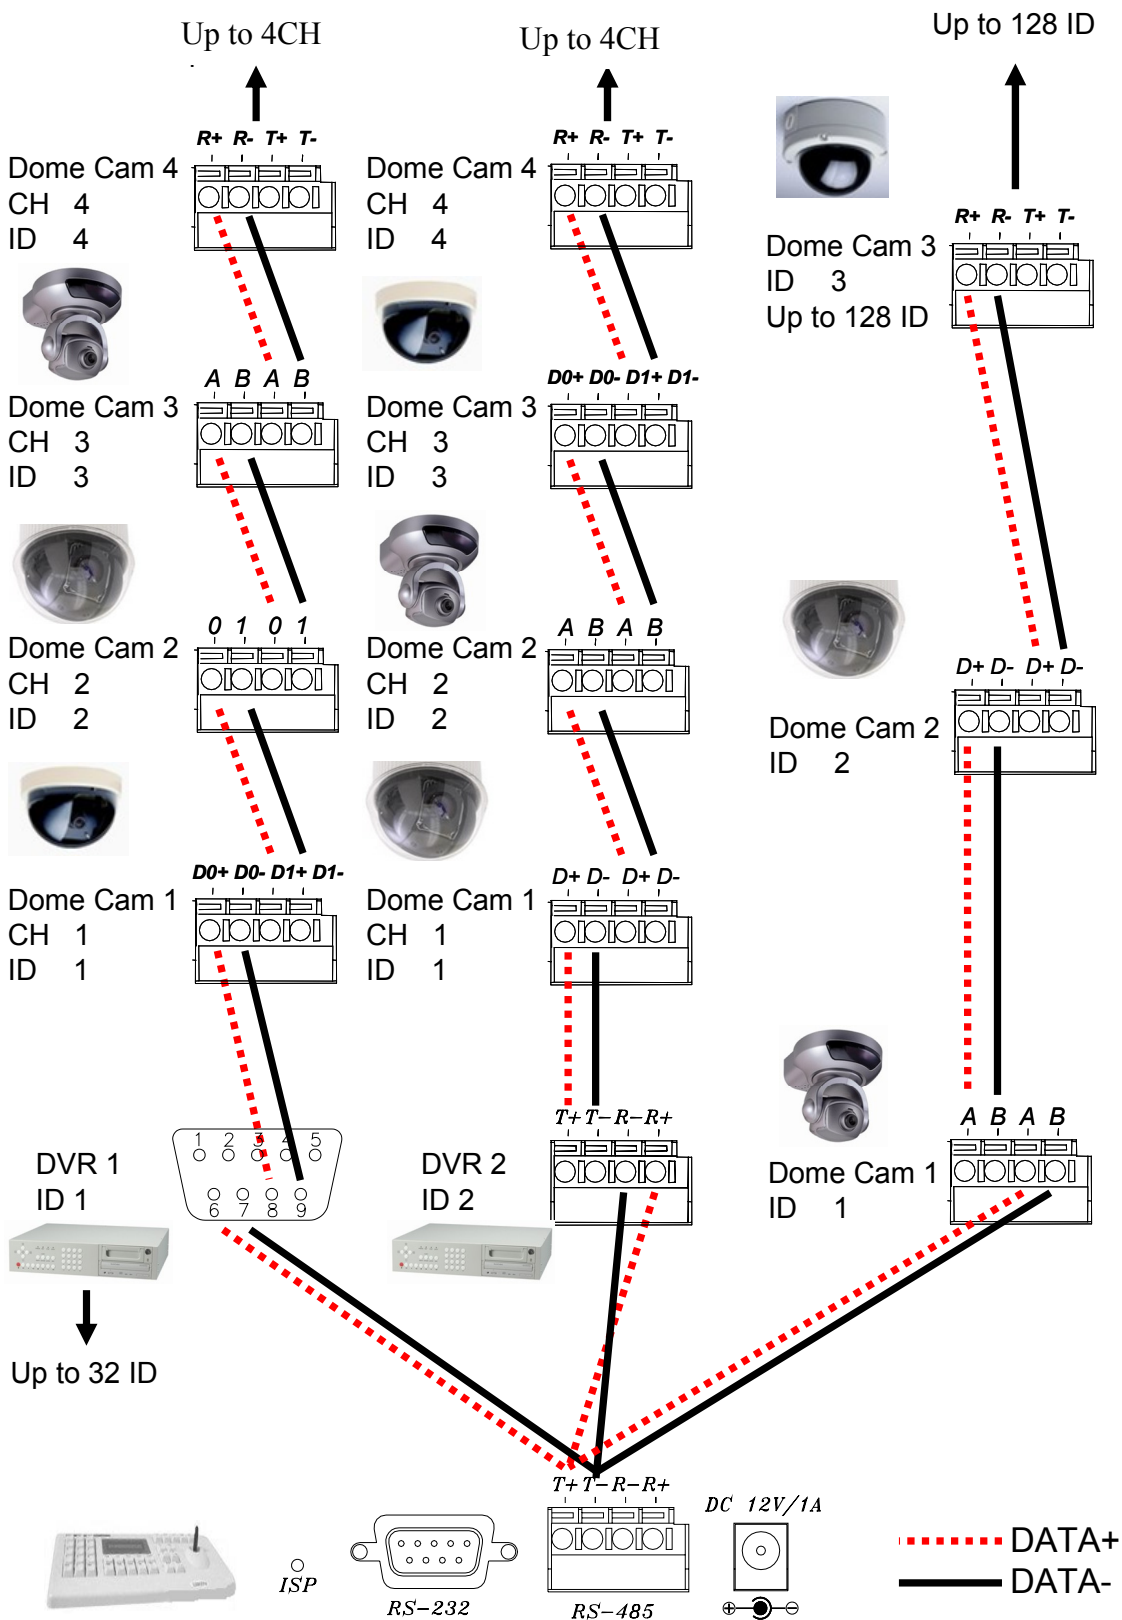 Up to 4CH
Up to 4CH
Up to 128 ID
R+ R- T+ T-
R+ R- T+ T-
Dome Cam 4
CH 4
ID 4
Dome Cam 4
CH 4
ID 4
R+ R- T+ T-
Dome Cam 3
ID 3
Up to 128 ID
A B A B
D0+ D0- D1+ D1-
Dome Cam 3
CH 3
ID 3
Dome Cam 3
CH 3
ID 3
0 1 0 1
A B A B
Dome Cam 2
CH 2
ID 2
Dome Cam 2
CH 2
ID 2
D+ D- D+ D-
Dome Cam 2
ID 2
D0+ D0- D1+ D1-
D+ D- D+ D-
Dome Cam 1
CH 1
ID 1
Dome Cam 1
CH 1
ID 1
A B A B
Dome Cam 1
ID 1
1 2 3 4 5
6 7 8 9
DVR 1
ID 1
T+ T- R- R+
DVR 2
ID 2
Up to 32 ID
T+ T- R- R+
DC 12V/1A
ISP
RS-232
RS-485
DATA+
DATA-